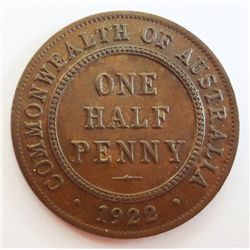 COMMONWEALTH OF AUSTRALIA
ONE
HALF
PENNY
· 1922 ·